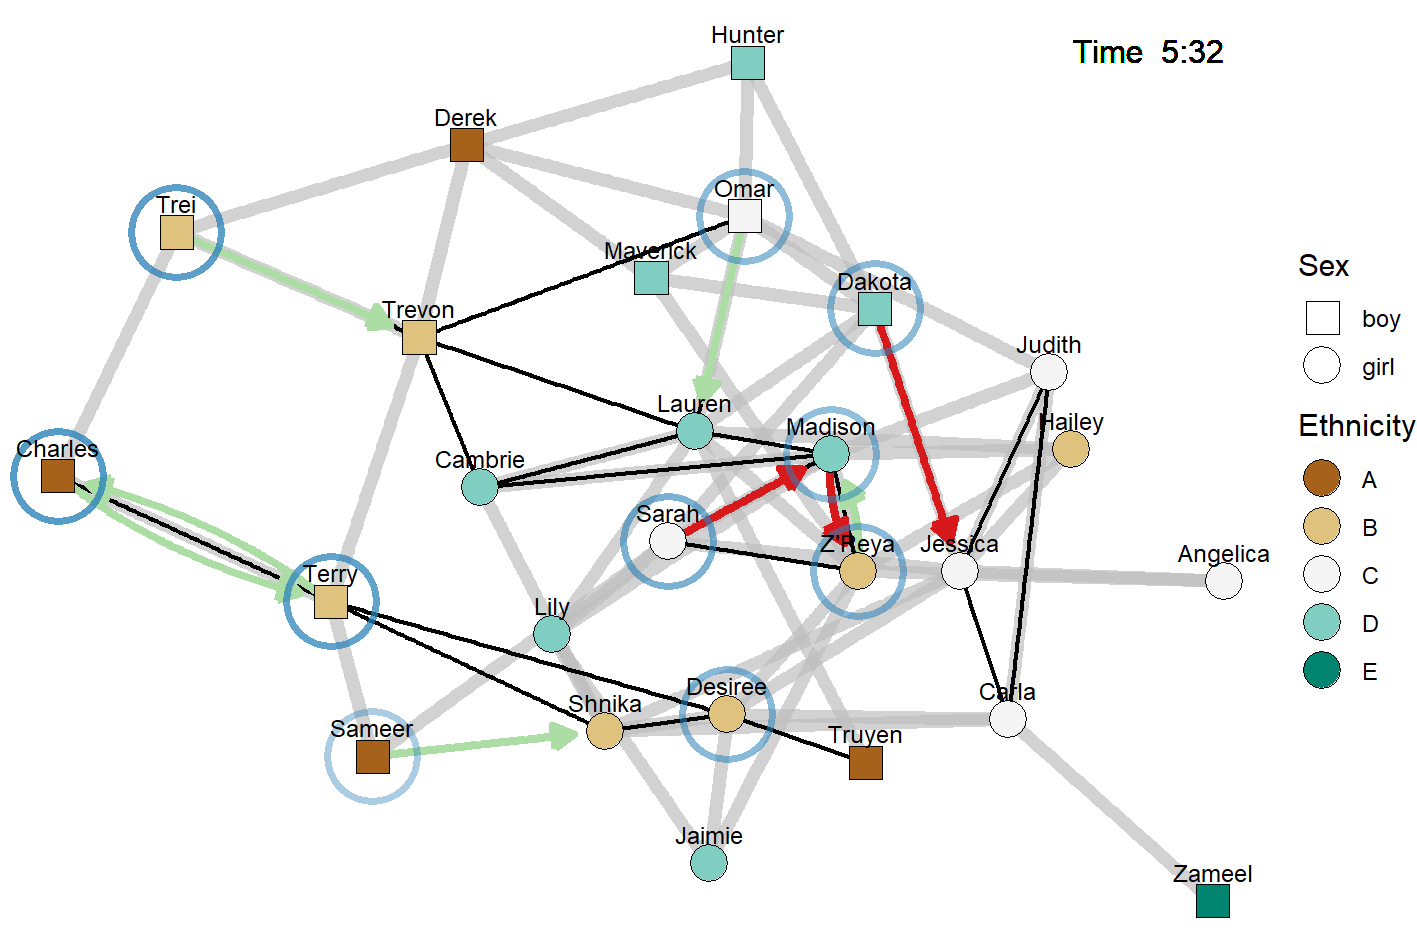 Hunter
Time  5:32
Derek
Omar
Trei
Maverick
Dakota
Trevon
Judith
Lauren
Madison
Hailey
Charles
Cambrie
Sarah
Z'Reya
Jessica
Angelica
Terry
Lily
Desiree
Carla
Shnika
Sameer
Truyen
Jaimie
Zameel
Sex
boy
girl
Ethnicity
A
B
C
D
E